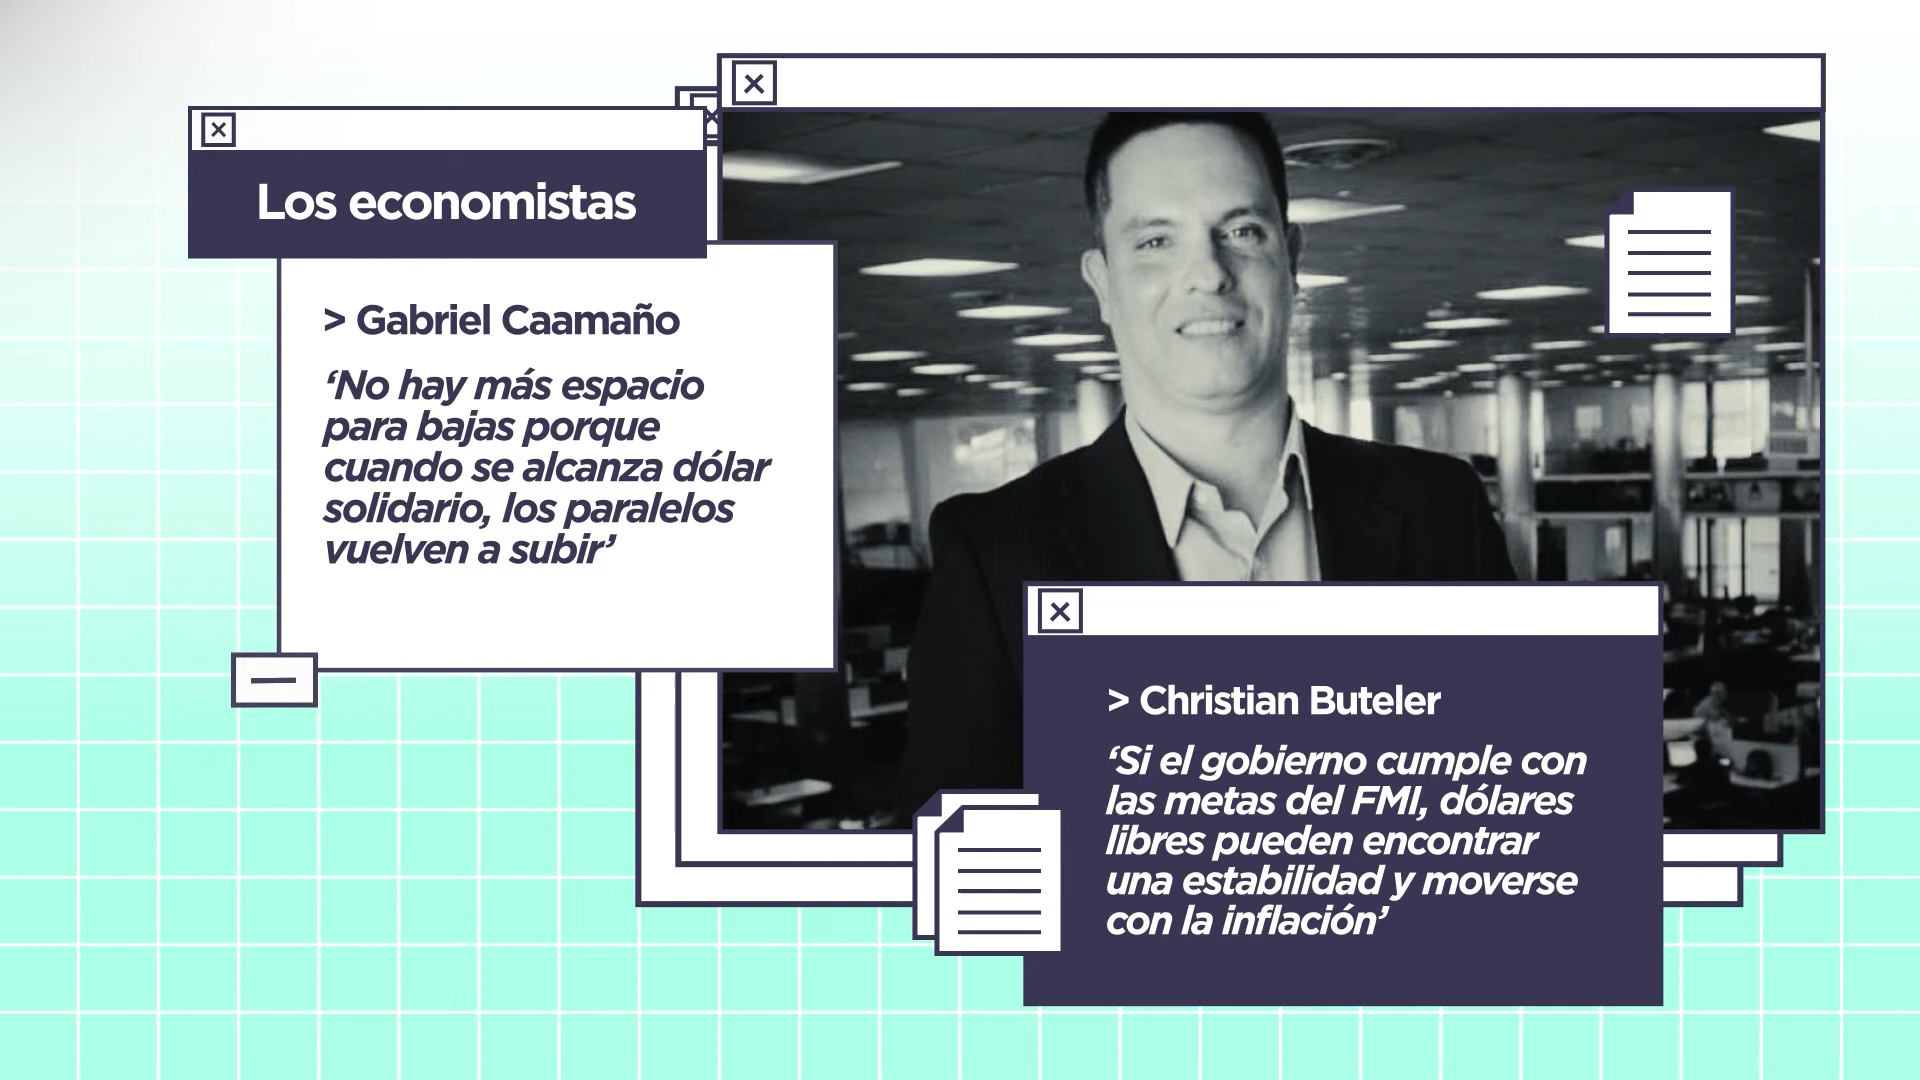 Los economistas
> Gabriel Caamaño
‘No hay más espacio
para bajas porque
cuando se alcanza dólar
solidario, los paralelos
vuelven a subir’
> Christian Buteler
‘Si el gobierno cumple con
las metas del FMI, dólares
libres pueden encontrar
una estabilidad y moverse
con la inflación’